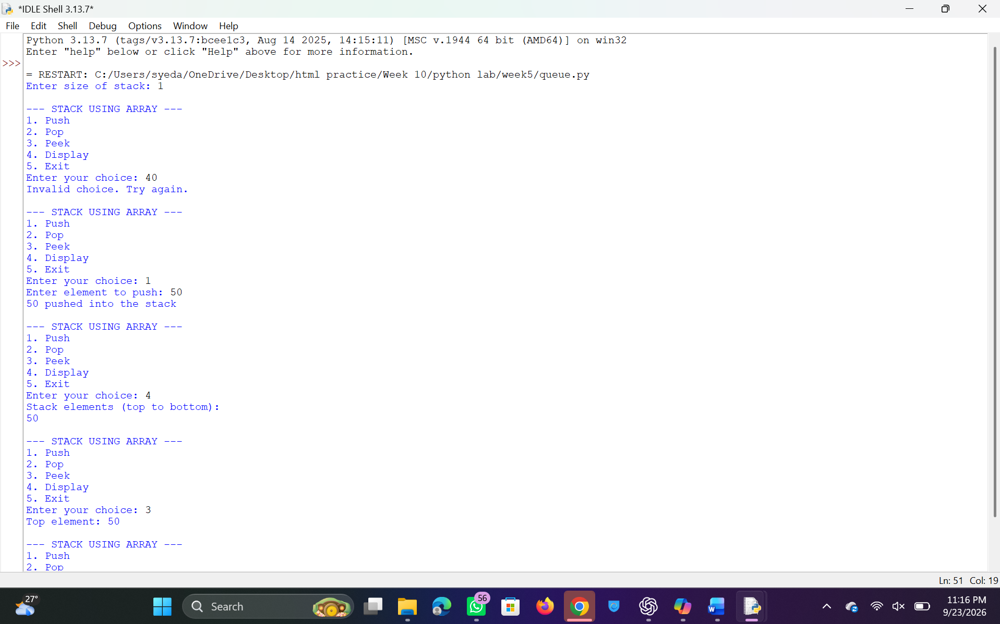 *IDLE Shell 3.13.7*
File Edit Shell Debug Options Window Help
Python 3.13.7 (tags/v3.13.7:bcee1c3, Aug 14 2025, 14:15:11) [MSC v.1944 64 bit (AMD64)] on win32
Enter "help" below or click "Help" above for more information.
>>>
= RESTART: C:/Users/syeda/OneDrive/Desktop/html practice/Week 10/python lab/week5/queue.py
Enter size of stack: 1
--- STACK USING ARRAY ---
1. Push
2. Pop
3. Peek
4. Display
5. Exit
Enter your choice: 40
Invalid choice. Try again.
--- STACK USING ARRAY ---
1. Push
2. Pop
3. Peek
4. Display
5. Exit
Enter your choice: 1
Enter element to push: 50
50 pushed into the stack
--- STACK USING ARRAY ---
1. Push
2. Pop
3. Peek
4. Display
5. Exit
Enter your choice: 4
Stack elements (top to bottom):
50
--- STACK USING ARRAY ---
1. Push
2. Pop
3. Peek
4. Display
5. Exit
Enter your choice: 3
Top element: 50
--- STACK USING ARRAY ---
1. Push
2. Pop
Ln: 51 Col: 19
27°
Search
56
11:16 PM
9/23/2026